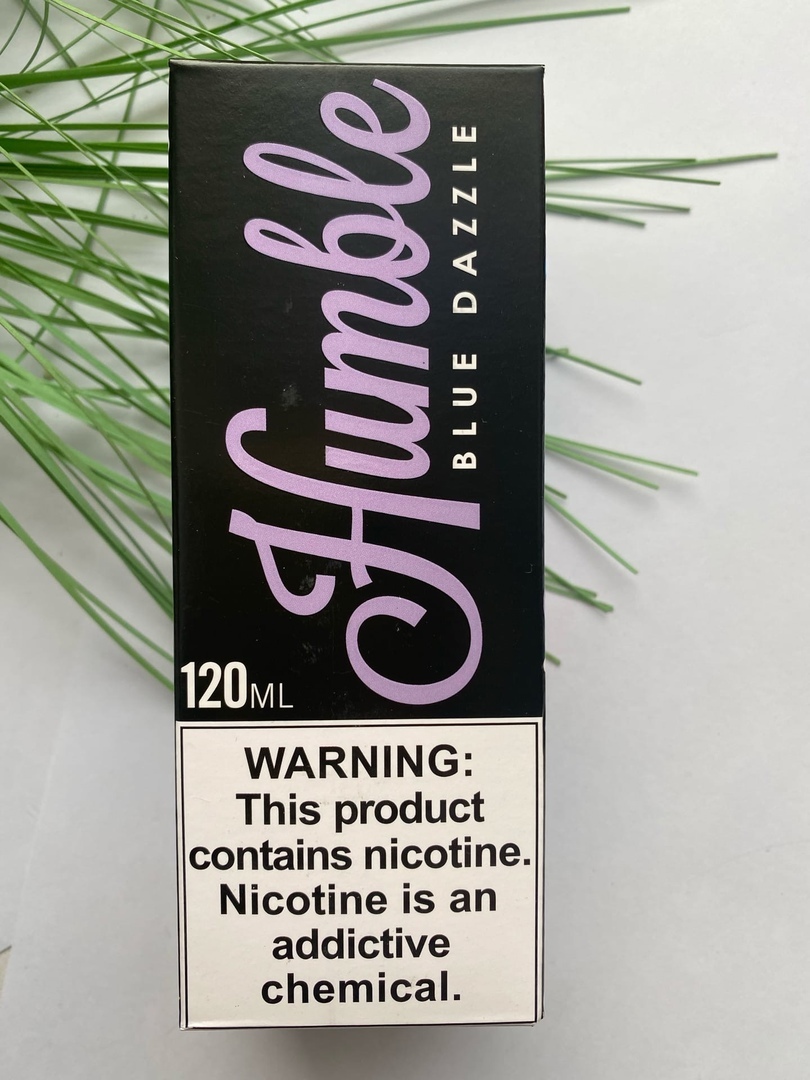 Humble
BLUE DAZZLE
120ML
WARNING:
This product
contains nicotine.
Nicotine is an
addictive
chemical.